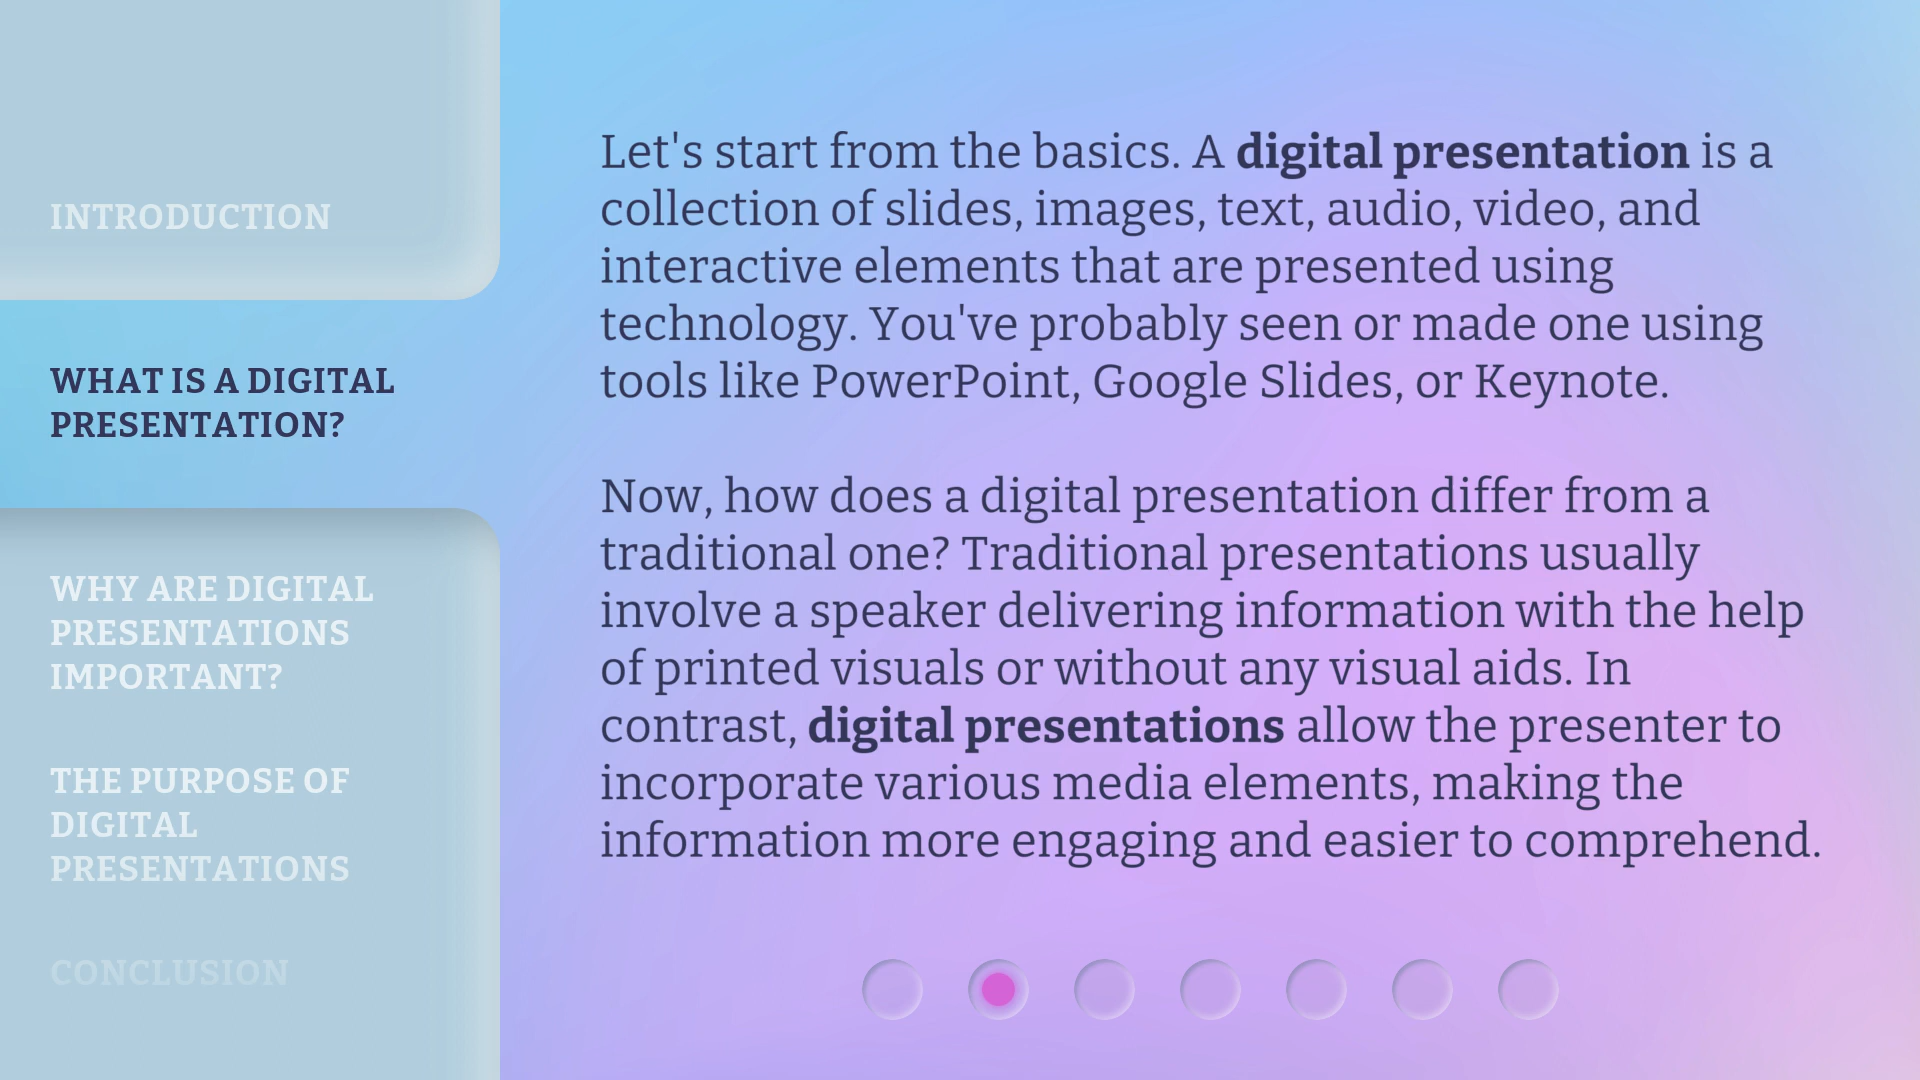 INTRODUCTION
WHAT IS A DIGITAL
PRESENTATION?
WHY ARE DIGITAL
PRESENTATIONS
IMPORTANT?
THE PURPOSE OF
DIGITAL
PRESENTATIONS
CONCLUSION
Let's start from the basics. A digital presentation is a
collection of slides, images, text, audio, video, and
interactive elements that are presented using
technology. You've probably seen or made one using
tools like PowerPoint, Google Slides, or Keynote.
Now, how does a digital presentation differ from a
traditional one? Traditional presentations usually
involve a speaker delivering information with the help
of printed visuals or without any visual aids. In
contrast, digital presentations allow the presenter to
incorporate various media elements, making the
information more engaging and easier to comprehend.